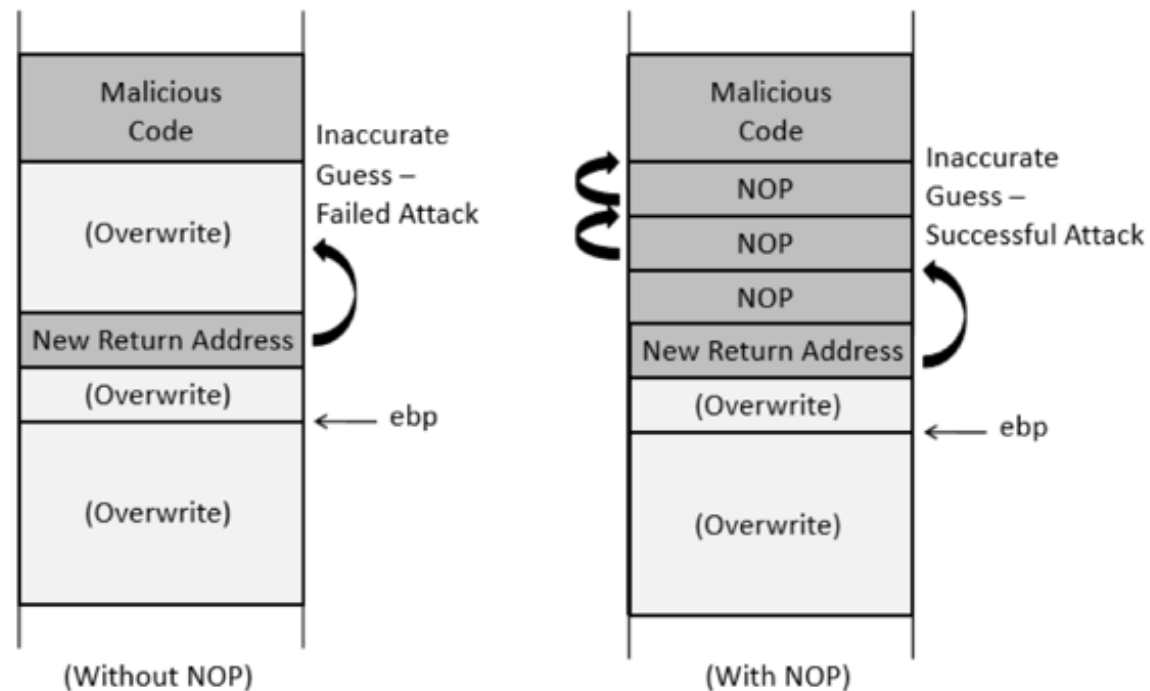 Malicious
Code
Inaccurate
Guess –
Failed Attack
(Overwrite)
New Return Address
(Overwrite)
ebp
(Overwrite)
(Without NOP)
Malicious
Code
Inaccurate
Guess –
Successful Attack
NOP
NOP
NOP
New Return Address
(Overwrite)
ebp
(Overwrite)
(With NOP)